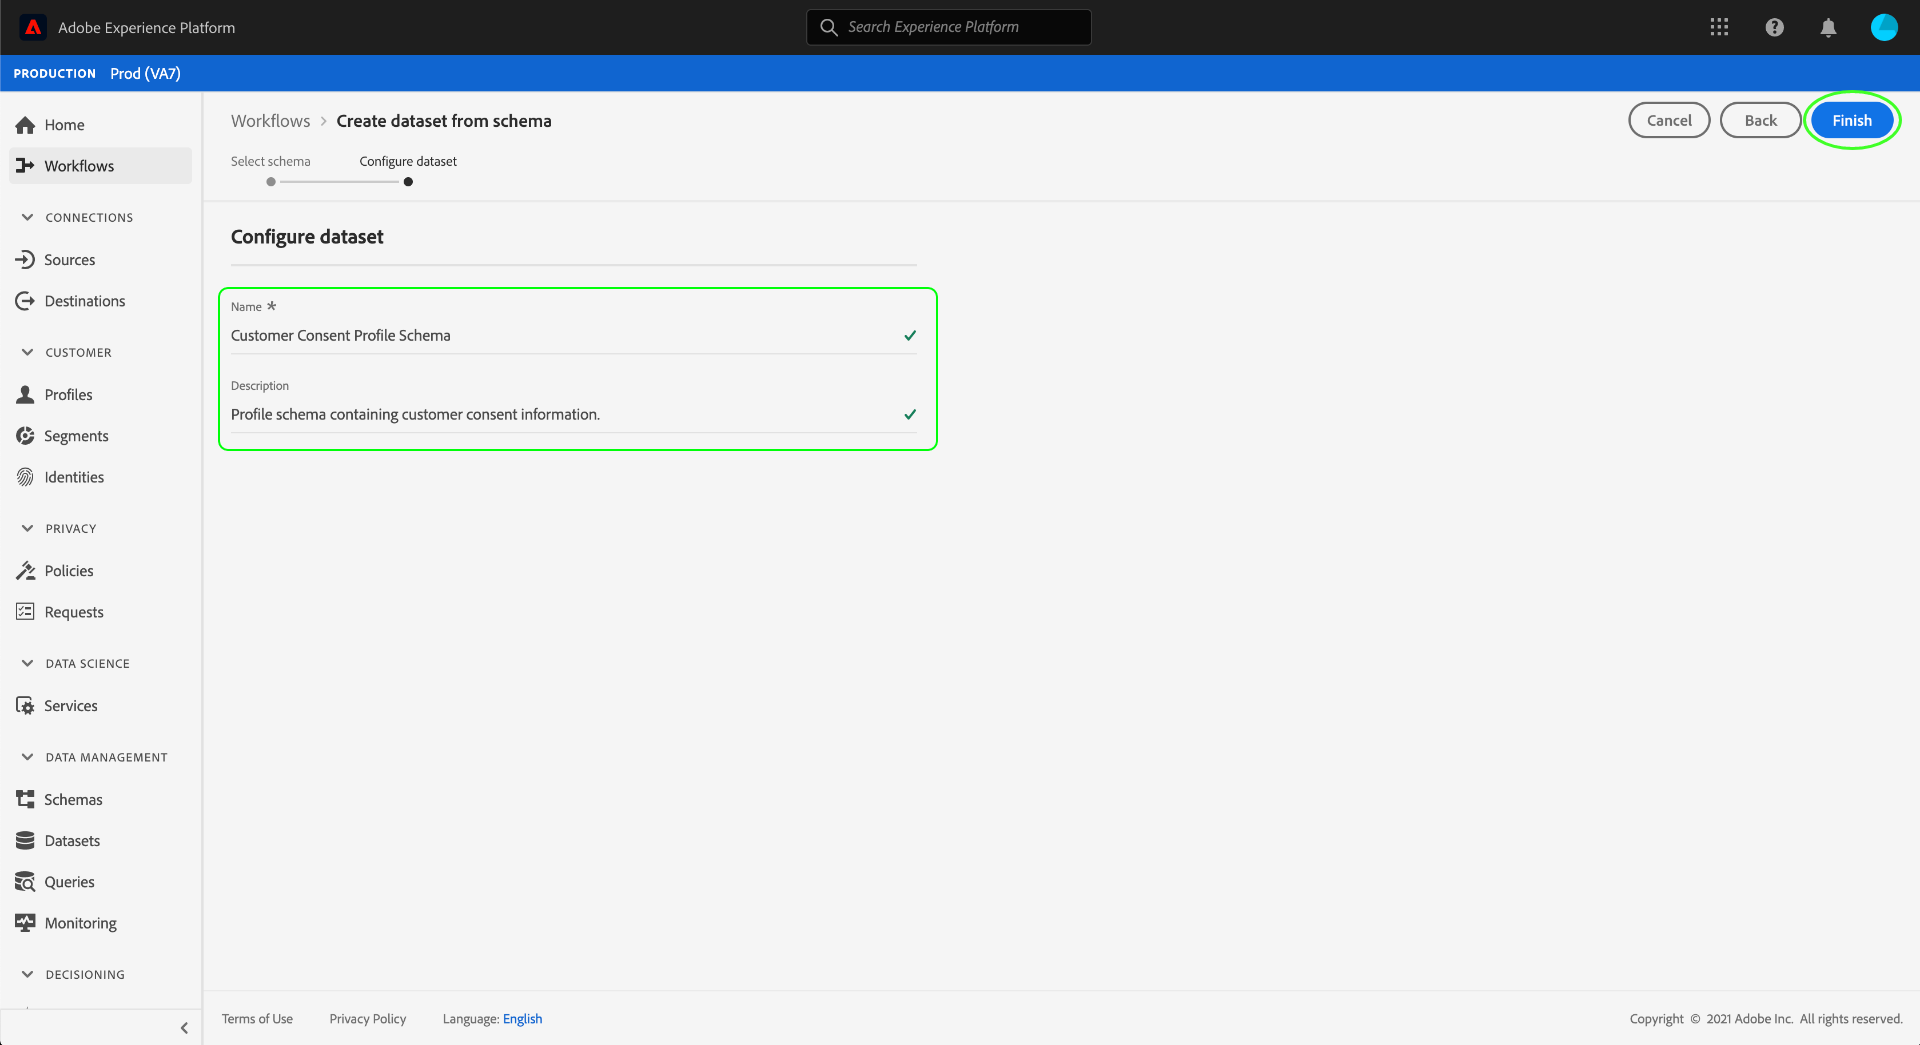 Adobe Experience Platform
Search Experience Platform
PRODUCTION Prod (VA7)
Home
Workflows
CONNECTIONS
Sources
Destinations
CUSTOMER
Profiles
Segments
Identities
PRIVACY
Policies
Requests
DATA SCIENCE
Services
DATA MANAGEMENT
Schemas
Datasets
Queries
Monitoring
DECISIONING
Workflows > Create dataset from schema
Cancel
Back
Finish
Select schema
Configure dataset
Configure dataset
Name *
Customer Consent Profile Schema
Description
Profile schema containing customer consent information.
Terms of Use
Privacy Policy
Language: English
Copyright © 2021 Adobe Inc. All rights reserved.